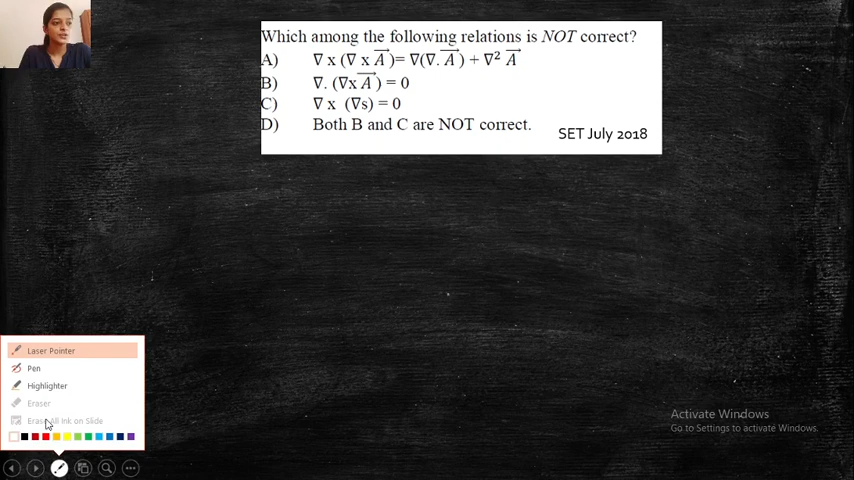 Which among the following relations is NOT correct?
A) ∇ x (∇ x A⃗)= ∇(∇. A⃗ ) + ∇² A⃗
B) ∇. (∇x A⃗ ) = 0
C) ∇ x (∇s) = 0
D) Both B and C are NOT correct.
SET July 2018
Laser Pointer
Pen
Highlighter
Eraser
Erase All Ink on Slide
Activate Windows
Go to Settings to activate Windows.